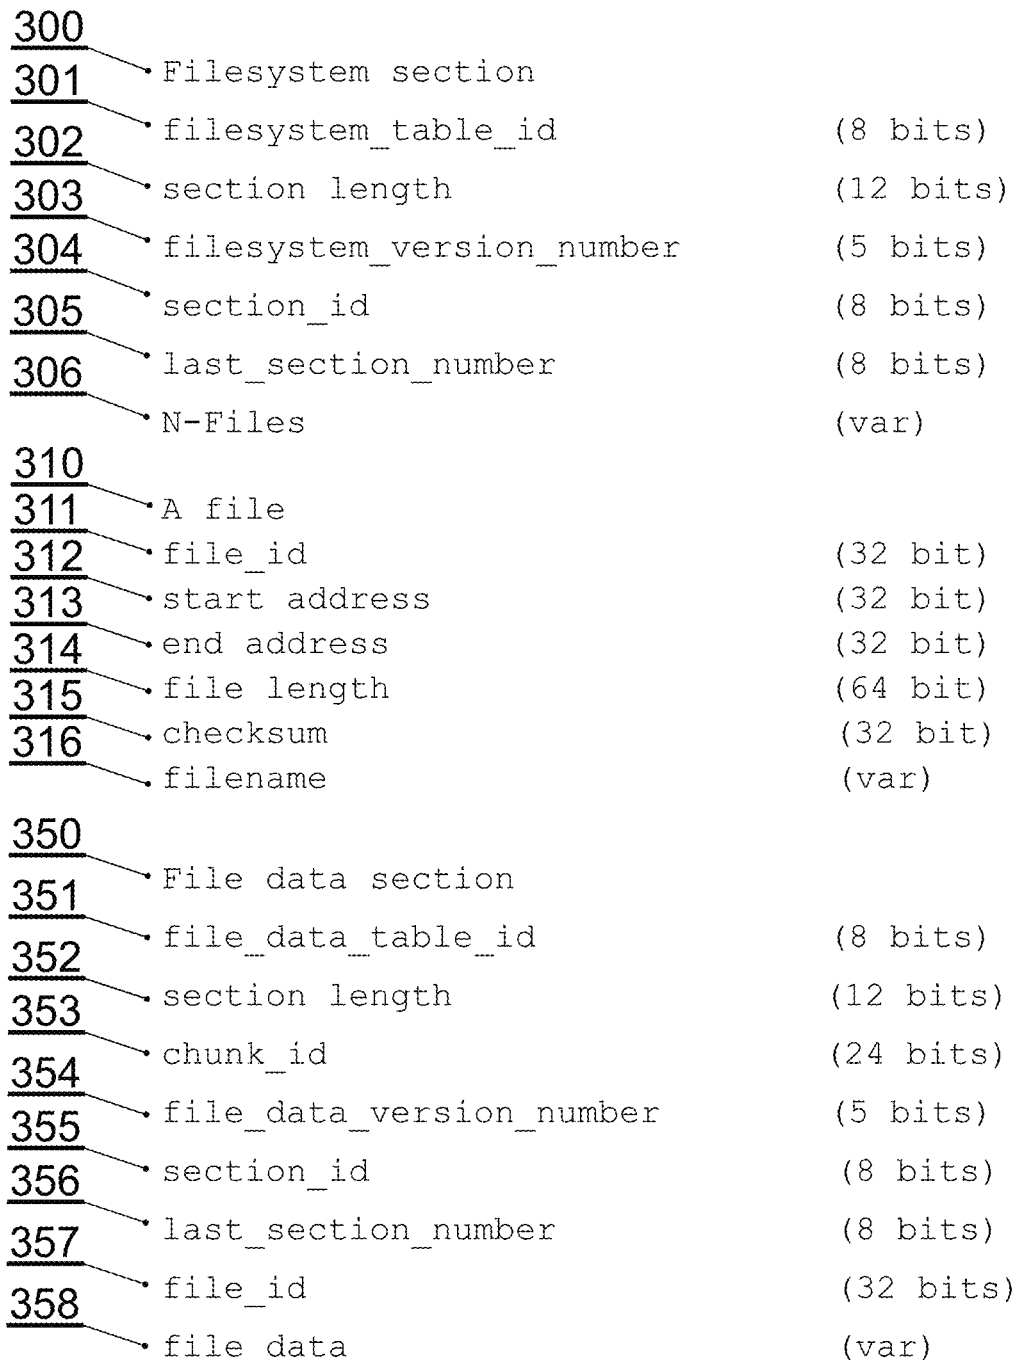 300
Filesystem section
301
filesystem_table_id (8 bits)
302
section length (12 bits)
303
filesystem_version_number (5 bits)
304
section_id (8 bits)
305
last_section_number (8 bits)
306
N-Files (var)
310
A file
311
file_id (32 bit)
312
start address (32 bit)
313
end address (32 bit)
314
file length (64 bit)
315
checksum (32 bit)
316
filename (var)
350
File data section
351
file_data_table_id (8 bits)
352
section length (12 bits)
353
chunk_id (24 bits)
354
file_data_version_number (5 bits)
355
section_id (8 bits)
356
last_section_number (8 bits)
357
file_id (32 bits)
358
file data (var)